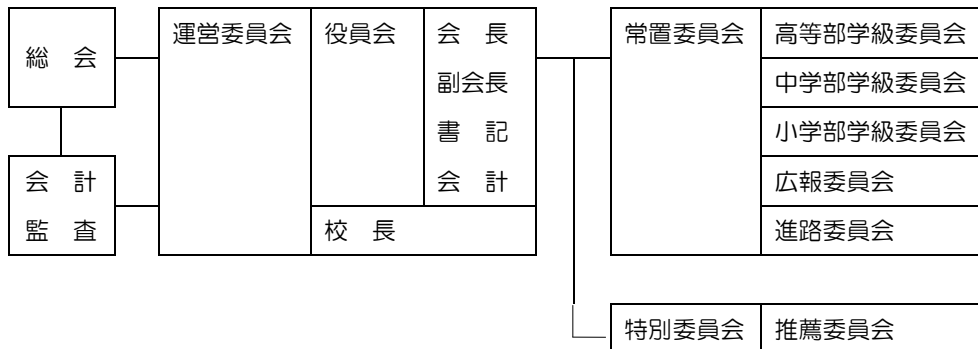 総　会
会　計
監　査
運営委員会
役員会
会　長
副会長
書　記
会　計
校　長
常置委員会
高等部学級委員会
中学部学級委員会
小学部学級委員会
広報委員会
進路委員会
特別委員会
推薦委員会